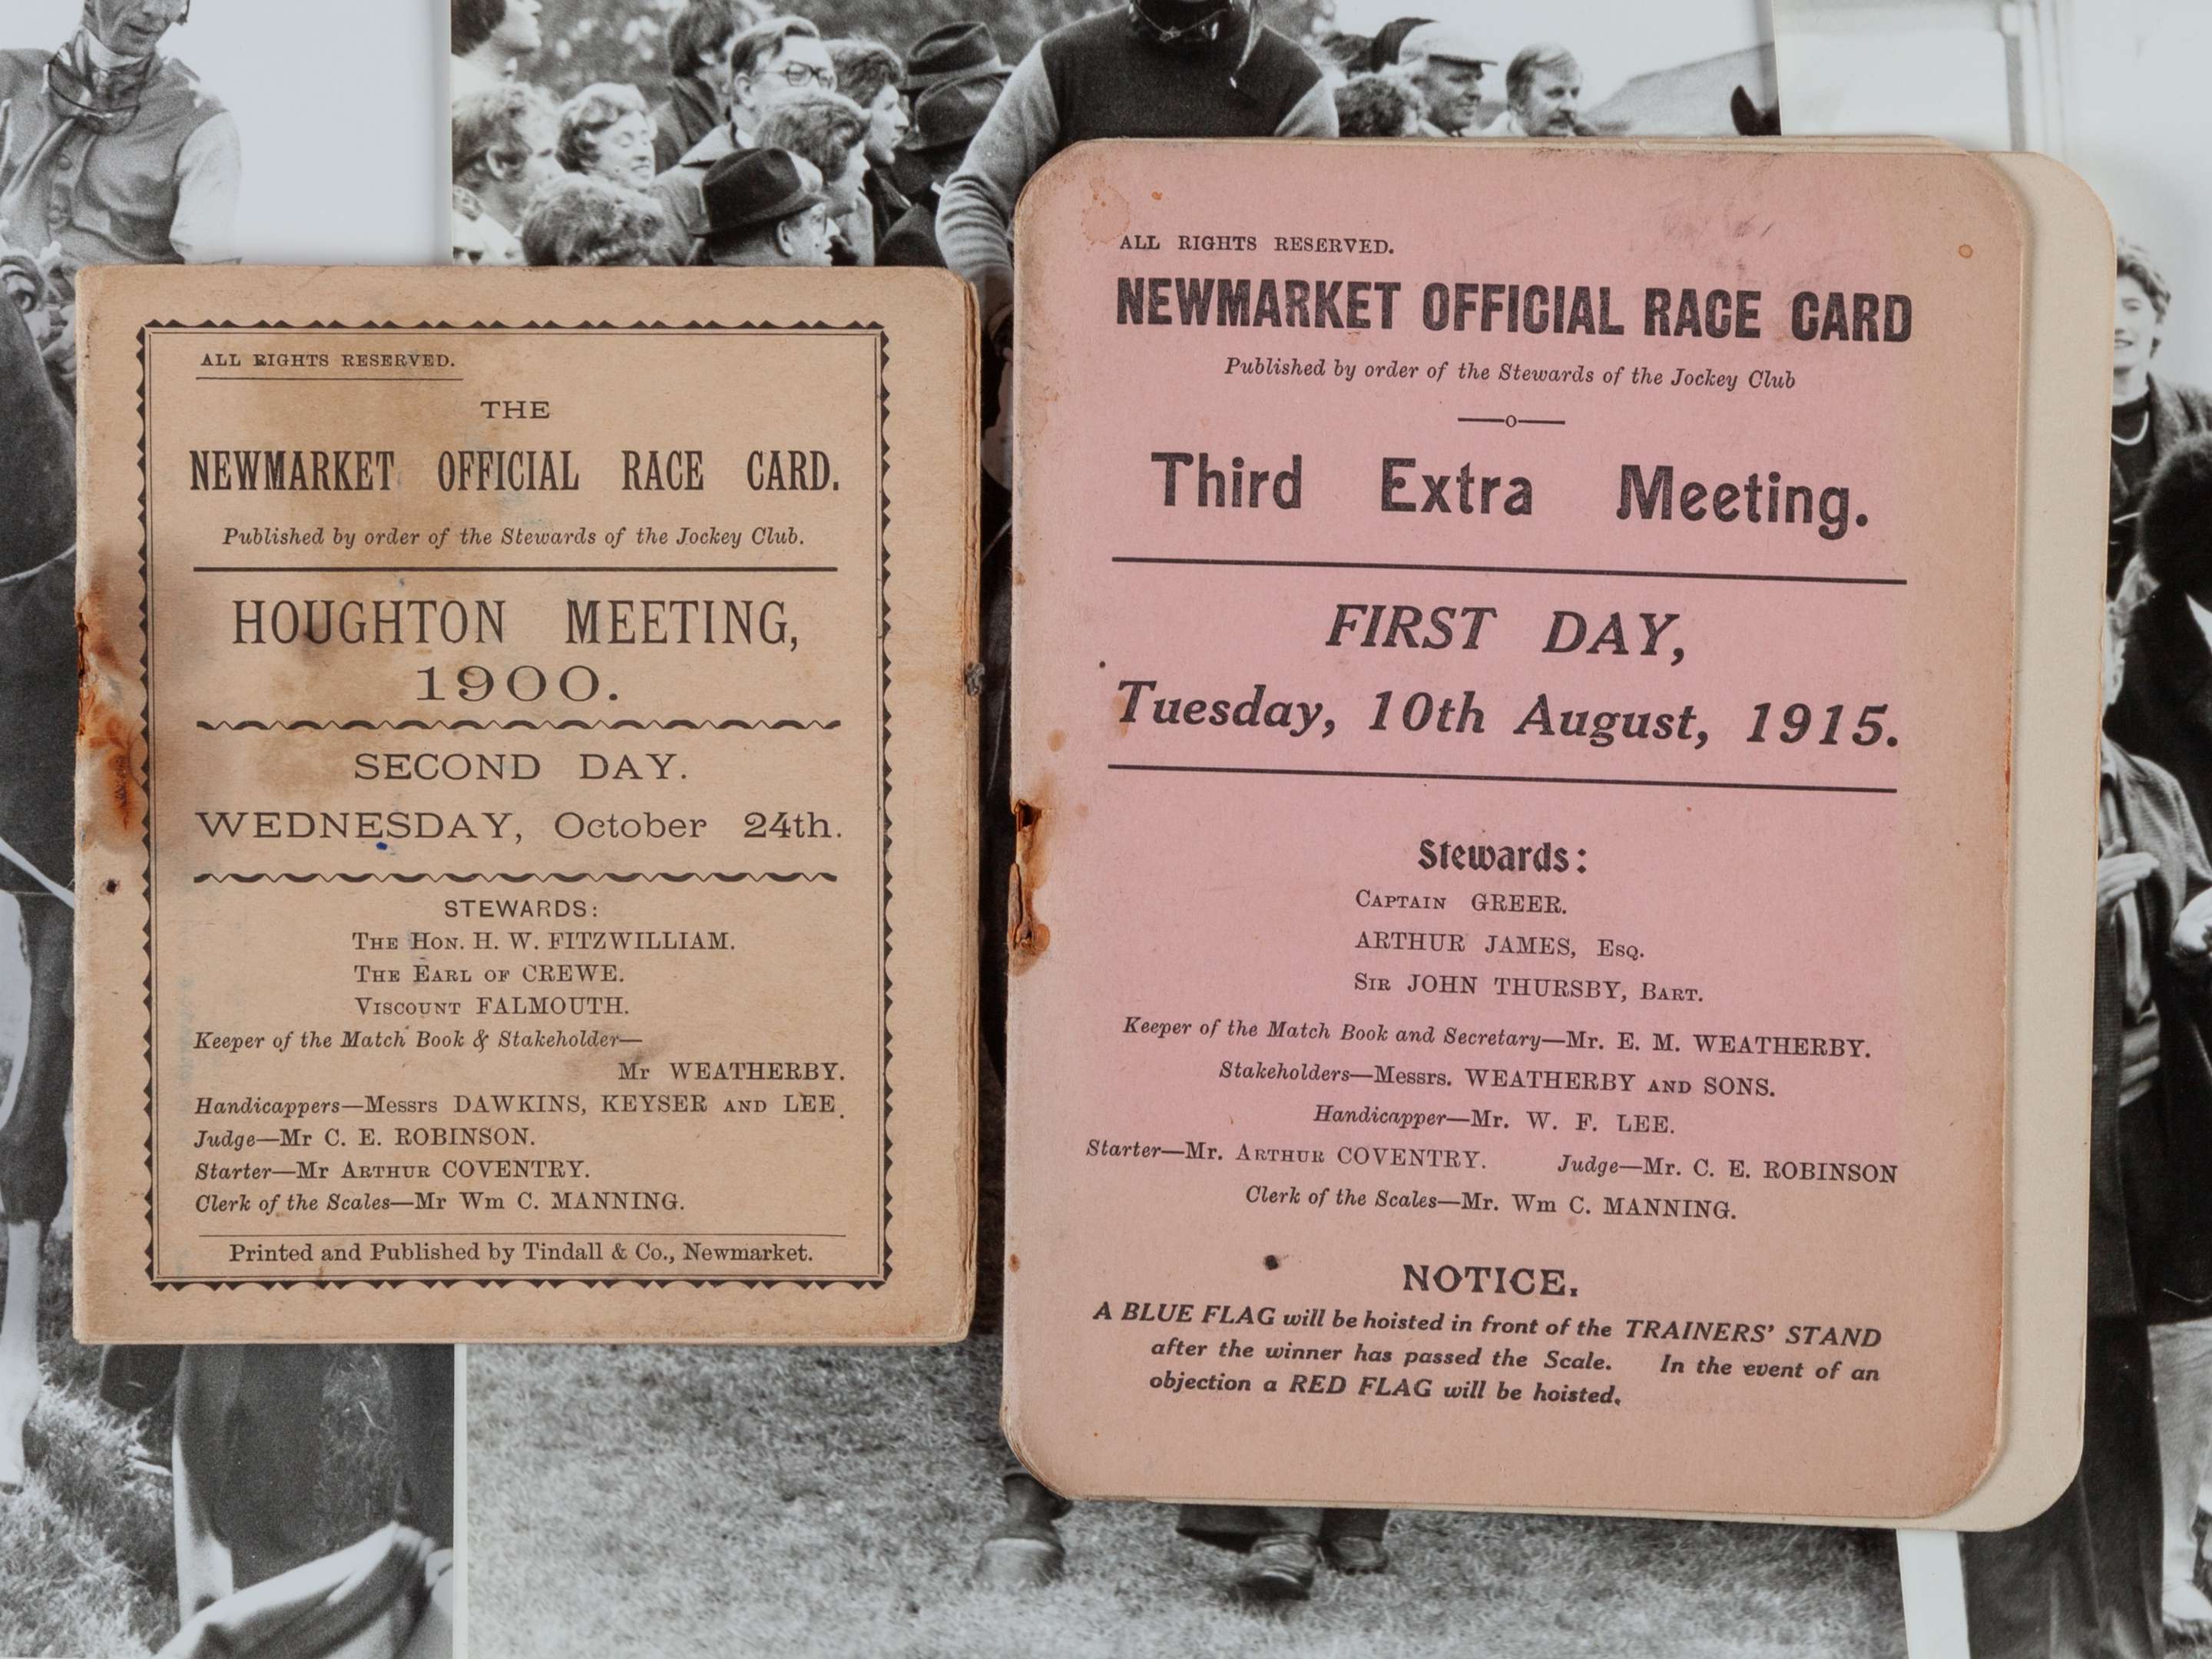 ALL RIGHTS RESERVED.
THE
NEWMARKET OFFICIAL RACE CARD.
Published by order of the Stewards of the Jockey Club.
HOUGHTON MEETING,
1900.
SECOND DAY.
WEDNESDAY, October 24th.
STEWARDS:
THE HON. H. W. FITZWILLIAM.
THE EARL OF CREWE.
VISCOUNT FALMOUTH.
Keeper of the Match Book & Stakeholder—
Mr WEATHERBY.
Handicappers—Messrs DAWKINS, KEYSER AND LEE.
Judge—Mr C. E. ROBINSON.
Starter—Mr ARTHUR COVENTRY.
Clerk of the Scales—Mr Wm C. MANNING.
Printed and Published by Tindall & Co., Newmarket.
ALL RIGHTS RESERVED.
NEWMARKET OFFICIAL RACE CARD
Published by order of the Stewards of the Jockey Club
Third Extra Meeting.
FIRST DAY,
Tuesday, 10th August, 1915.
Stewards:
CAPTAIN GREER.
ARTHUR JAMES, ESQ.
SIR JOHN THURSBY, BART.
Keeper of the Match Book and Secretary—Mr. E. M. WEATHERBY.
Stakeholders—Messrs. WEATHERBY AND SONS.
Handicapper—Mr. W. F. LEE.
Starter—Mr. ARTHUR COVENTRY. Judge—Mr. C. E. ROBINSON
Clerk of the Scales—Mr. Wm C. MANNING.
NOTICE.
A BLUE FLAG will be hoisted in front of the TRAINERS' STAND
after the winner has passed the Scale. In the event of an
objection a RED FLAG will be hoisted.